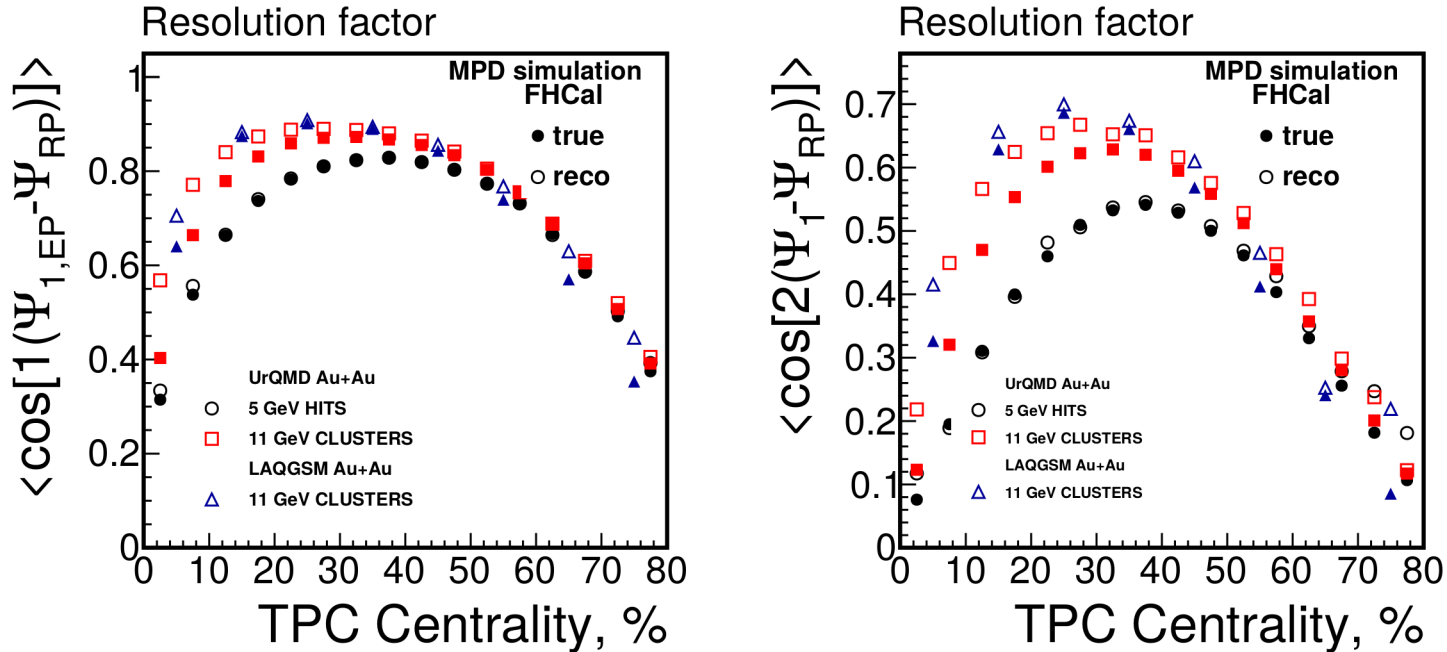 Resolution factor
<cos[1(Ψ1,EP-ΨRP)]>
1
0.8
0.6
0.4
0.2
0
MPD simulation
FHCal
true
reco
UrQMD Au+Au
5 GeV HITS
11 GeV CLUSTERS
LAQGSM Au+Au
11 GeV CLUSTERS
0 10 20 30 40 50 60 70 80
TPC Centrality, %
Resolution factor
<cos[2(Ψ1-ΨRP)]>
0.7
0.6
0.5
0.4
0.3
0.2
0.1
0
MPD simulation
FHCal
true
reco
UrQMD Au+Au
5 GeV HITS
11 GeV CLUSTERS
LAQGSM Au+Au
11 GeV CLUSTERS
0 10 20 30 40 50 60 70 80
TPC Centrality, %